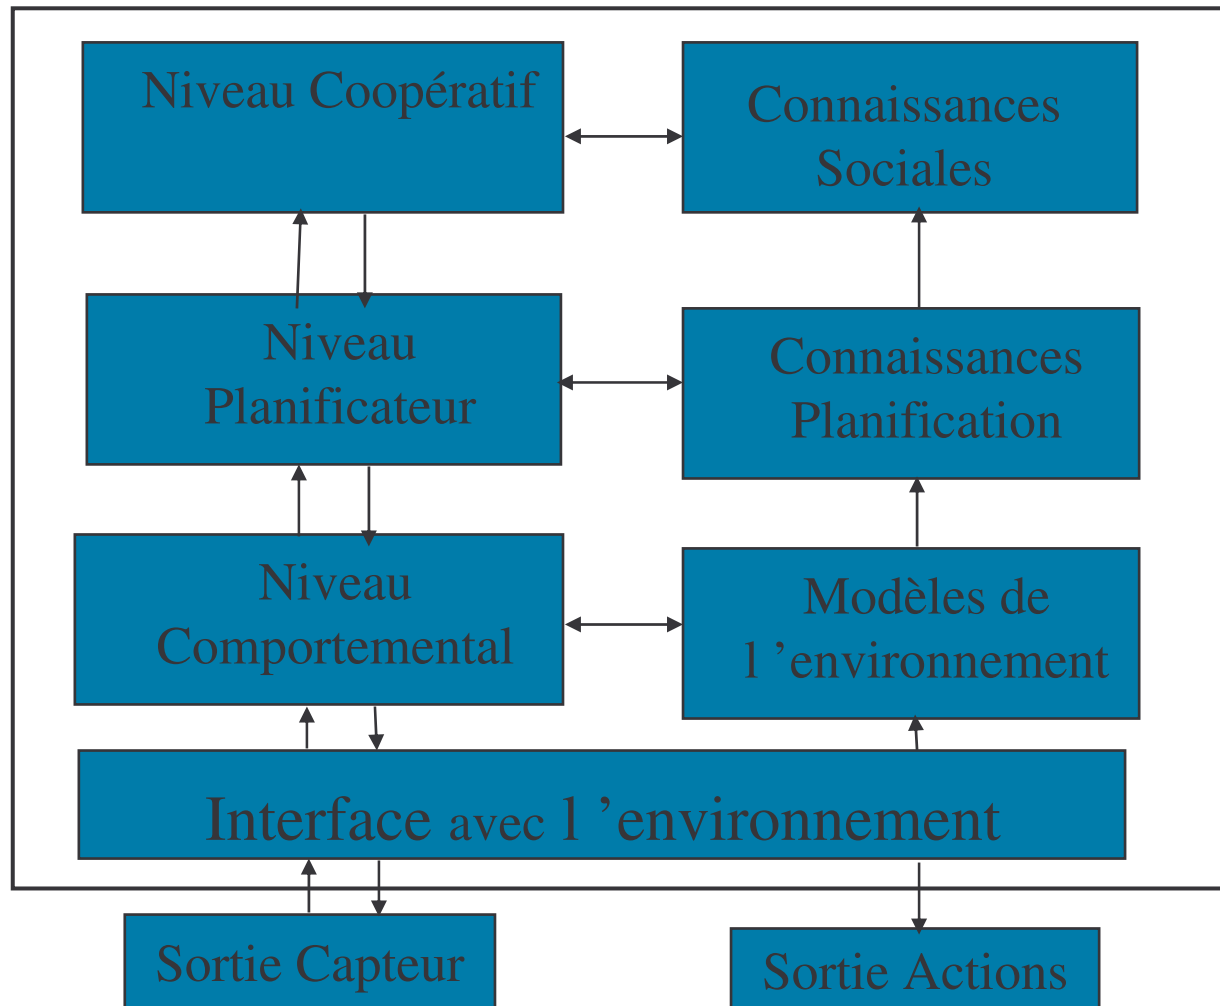 Niveau Coopératif
Connaissances
Sociales
Niveau
Planificateur
Connaissances
Planification
Niveau
Comportemental
Modèles de
l ’environnement
Interface avec l ’environnement
Sortie Capteur
Sortie Actions